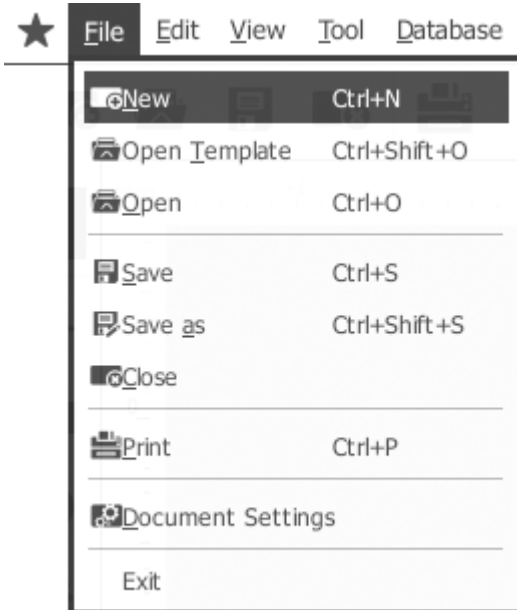 File Edit View Tool Database
New Ctrl+N
Open Template Ctrl+Shift+O
Open Ctrl+O
Save Ctrl+S
Save as Ctrl+Shift+S
Close
Print Ctrl+P
Document Settings
Exit